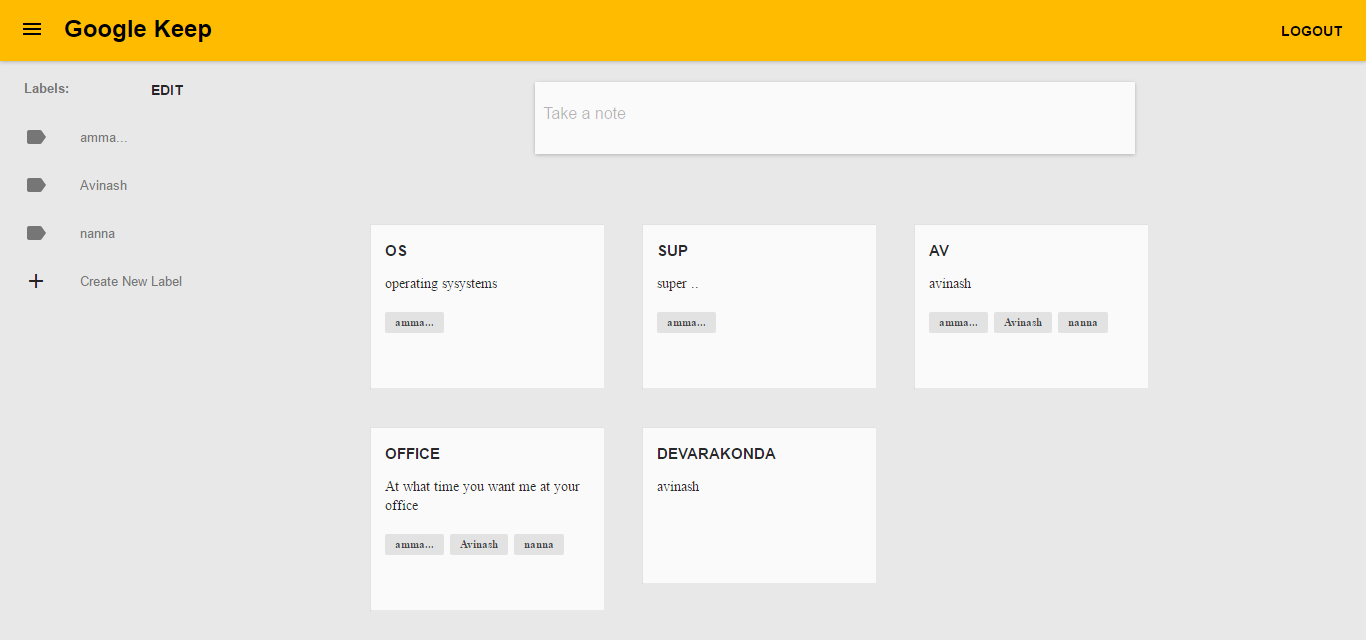 Google Keep
LOGOUT
Labels:
EDIT
amma...
Avinash
nanna
Create New Label
Take a note
OS
operating sysystems
amma...
SUP
super ..
amma...
AV
avinash
amma... Avinash nanna
OFFICE
At what time you want me at your
office
amma... Avinash nanna
DEVARAKONDA
avinash